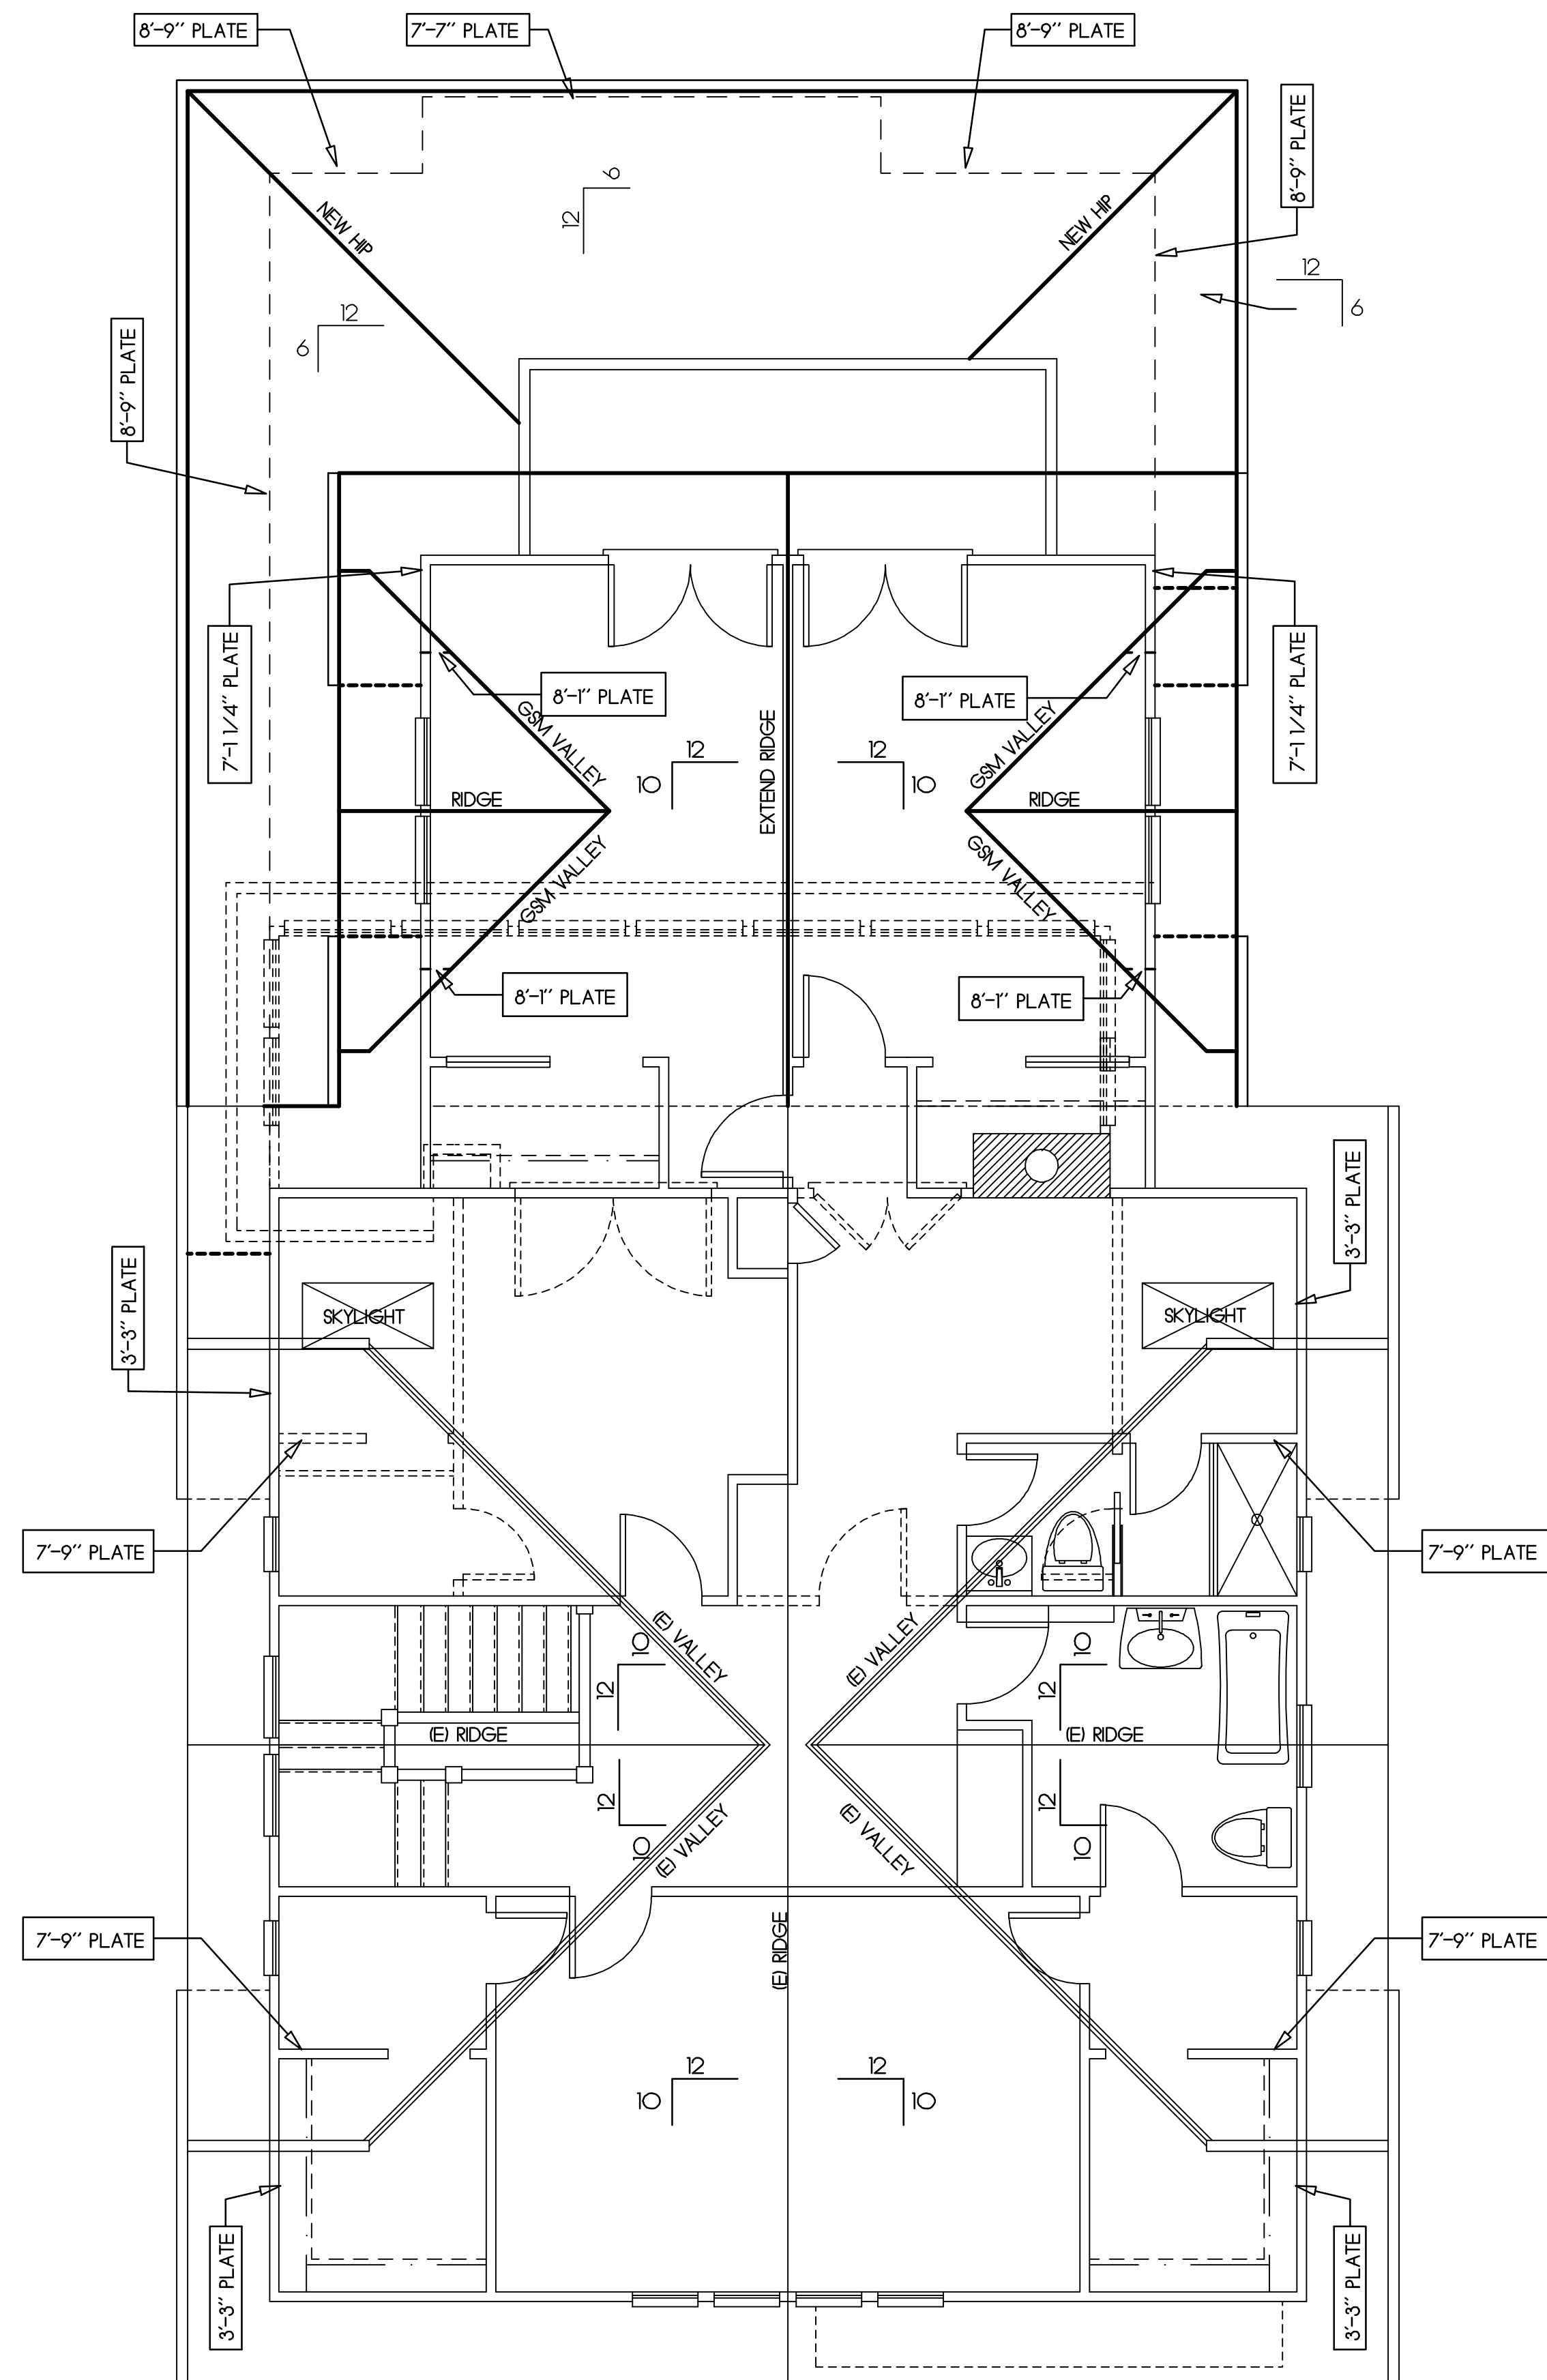 8'-9" PLATE
7'-7" PLATE
8'-9" PLATE
8'-9" PLATE
6
12
NEW HIP
NEW HIP
12
6
12
6
8'-9" PLATE
7'-1 1/4" PLATE
8'-1" PLATE
8'-1" PLATE
7'-1 1/4" PLATE
GSM VALLEY
EXTEND RIDGE
GSM VALLEY
12
10
12
10
RIDGE
RIDGE
GSM VALLEY
GSM VALLEY
8'-1" PLATE
8'-1" PLATE
3'-3" PLATE
3'-3" PLATE
SKYLIGHT
SKYLIGHT
7'-9" PLATE
7'-9" PLATE
(E) VALLEY
(E) VALLEY
10
12
10
12
(E) RIDGE
(E) RIDGE
12
10
12
10
(E) VALLEY
(E) VALLEY
7'-9" PLATE
(E) RIDGE
7'-9" PLATE
12
10
12
10
3'-3" PLATE
3'-3" PLATE